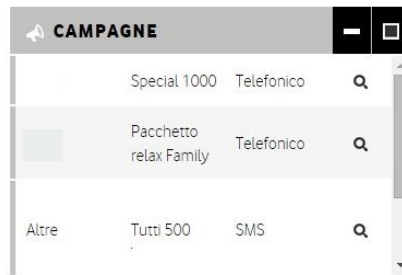 CAMPAGNE
Special 1000 Telefonico
Pacchetto
relax Family Telefonico
Altre Tutti 500 SMS